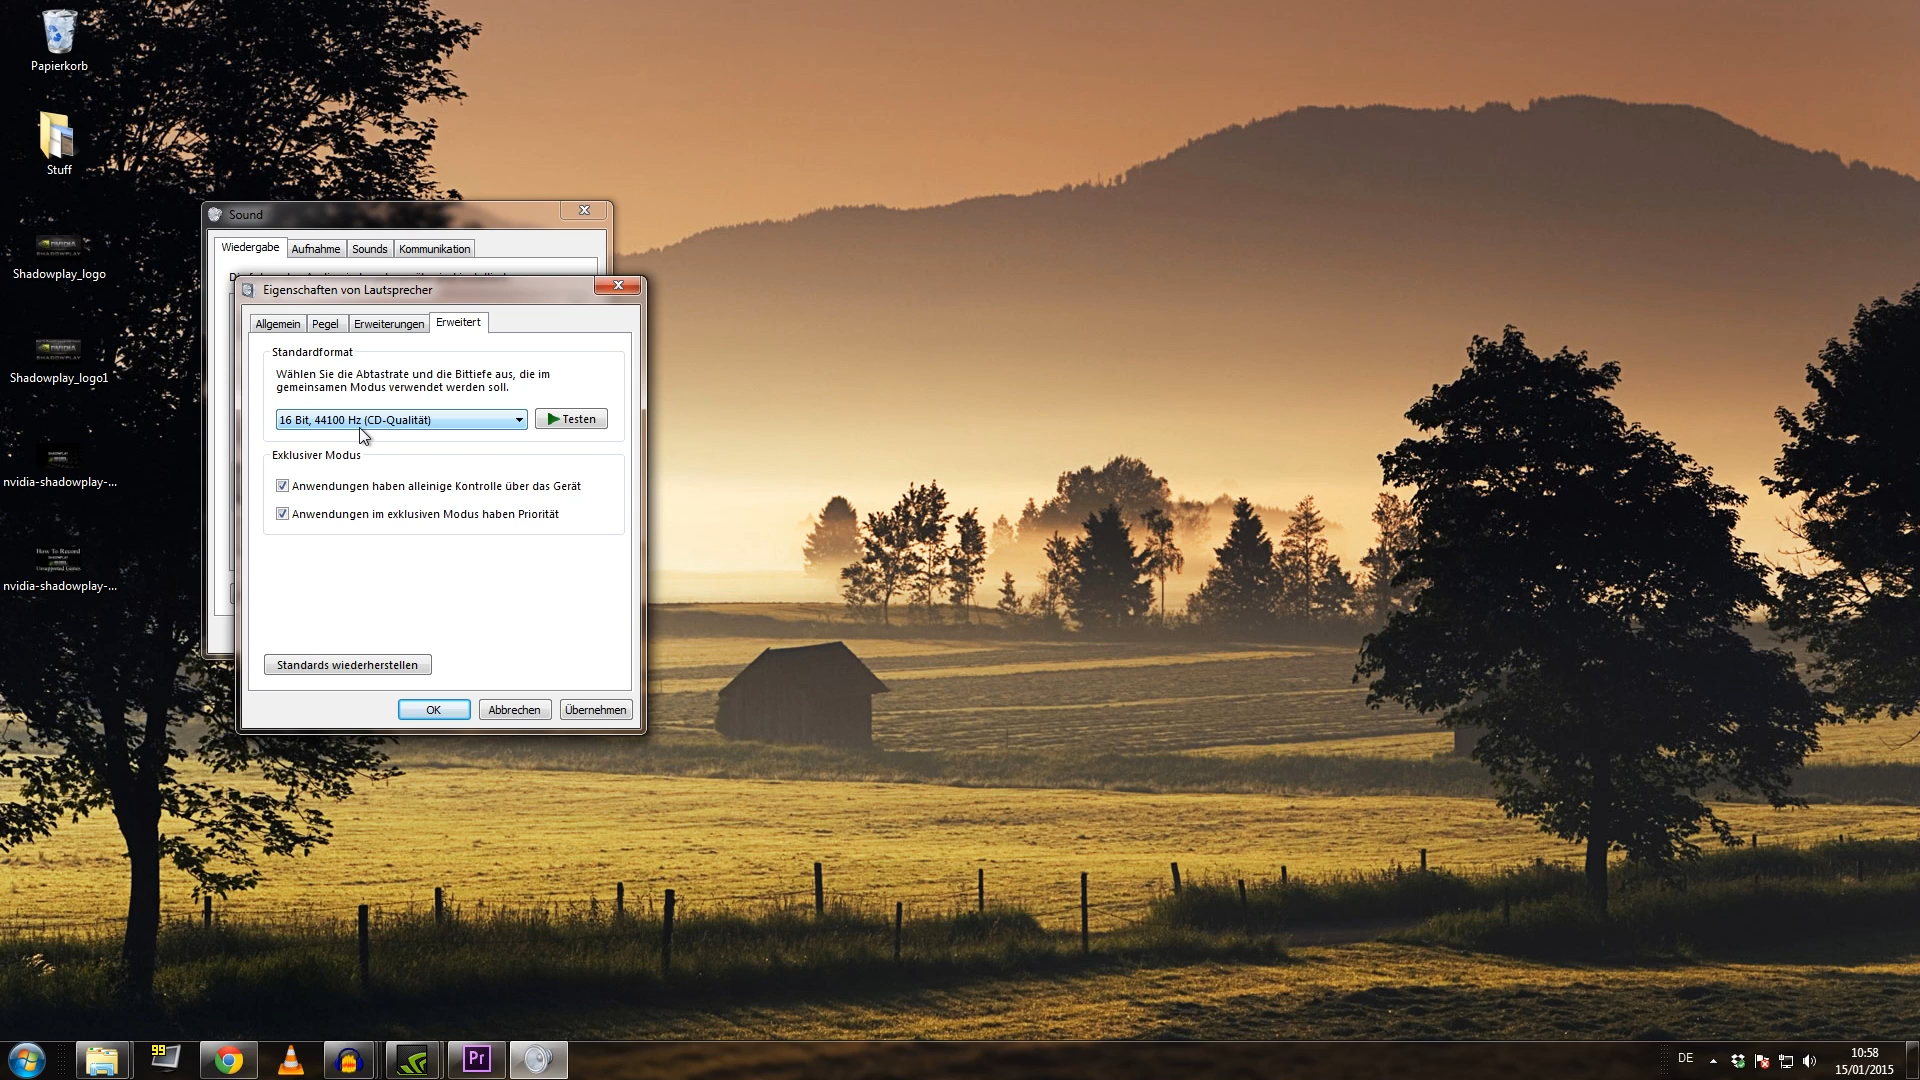 Papierkorb
Stuff
Shadowplay_logo
Shadowplay_logo1
nvidia-shadowplay-...
How To Record
nvidia-shadowplay-...
Sound
Wiedergabe
Aufnahme
Sounds
Kommunikation
Eigenschaften von Lautsprecher
Allgemein
Pegel
Erweiterungen
Erweitert
Standardformat
Wählen Sie die Abtastrate und die Bittiefe aus, die im
gemeinsamen Modus verwendet werden soll.
16 Bit, 44100 Hz (CD-Qualität)
Testen
Exklusiver Modus
Anwendungen haben alleinige Kontrolle über das Gerät
Anwendungen im exklusiven Modus haben Priorität
Standards wiederherstellen
OK
Abbrechen
Übernehmen
99
Pr
DE
10:58
15/01/2015